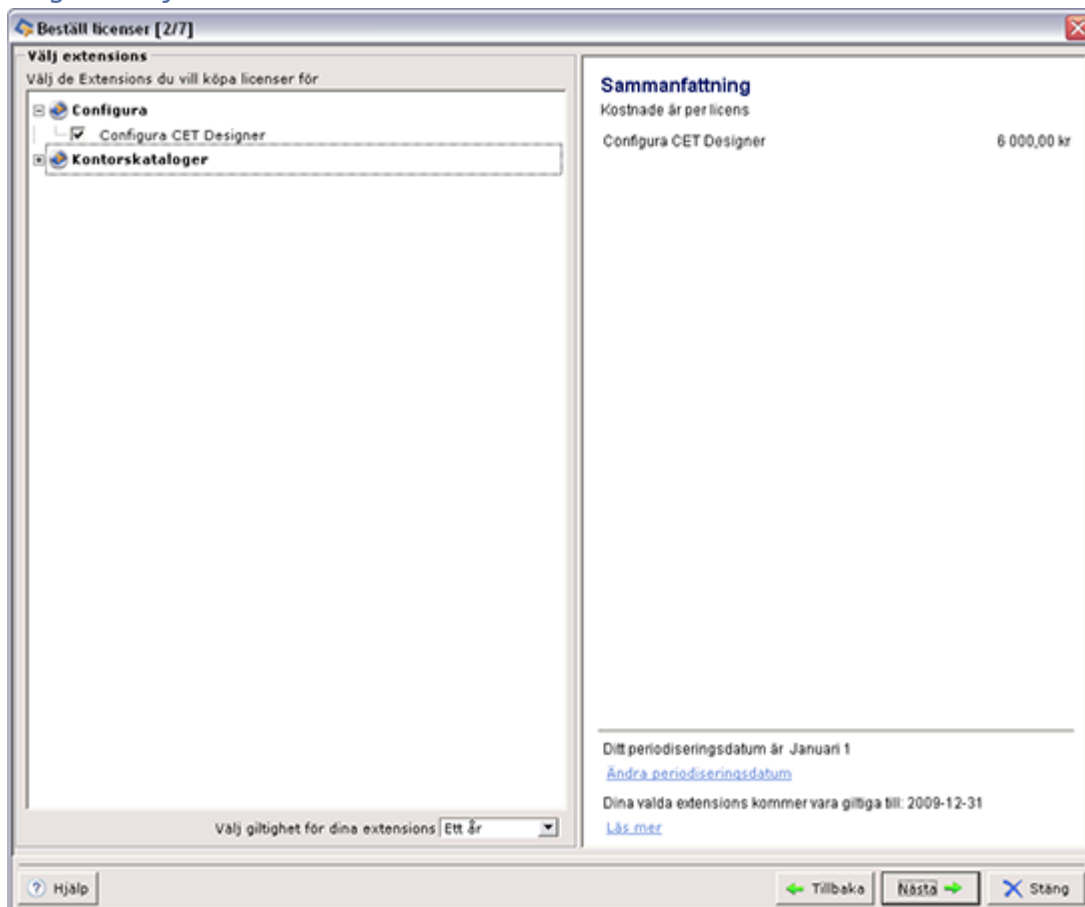 Beställ licenser [2/7]
Välj extensions
Välj de Extensions du vill köpa licenser för
Configura
Configura CET Designer
Kontorskataloger
Välj giltighet för dina extensions Ett år
Sammanfattning
Kostnade är per licens
Configura CET Designer 6 000,00 kr
Ditt periodiseringsdatum är Januari 1
Ändra periodiseringsdatum
Dina valda extensions kommer vara giltiga till: 2009-12-31
Läs mer
Hjälp
Tillbaka
Nästa
Stäng